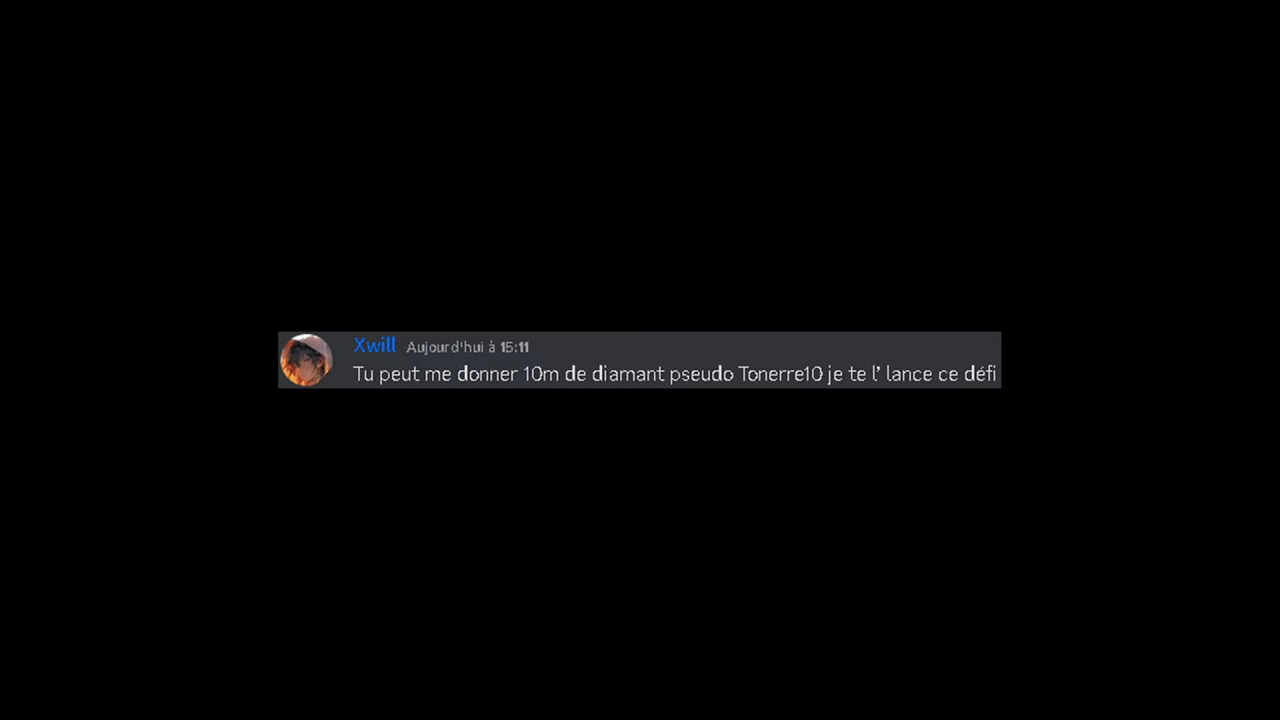 Xwill Aujourd'hui à 15:11
Tu peut me donner 10m de diamant pseudo Tonerre10 je te l' lance ce défi